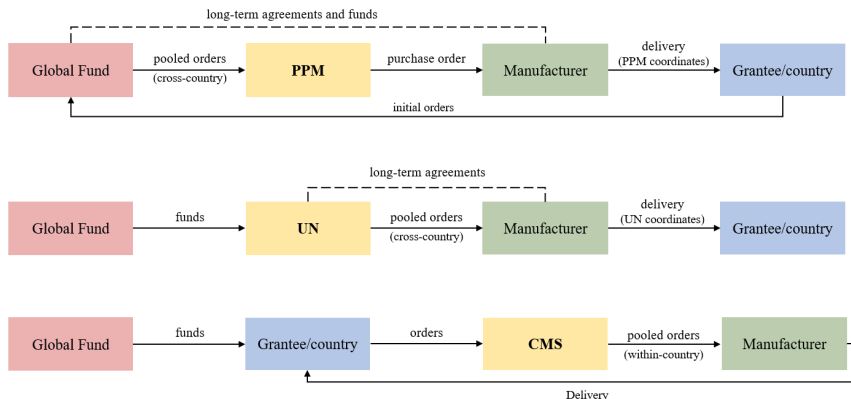 long-term agreements and funds
Global Fund
pooled orders
(cross-country)
PPM
purchase order
Manufacturer
delivery
(PPM coordinates)
Grantee/country
initial orders
long-term agreements
Global Fund
funds
UN
pooled orders
(cross-country)
Manufacturer
delivery
(UN coordinates)
Grantee/country
Global Fund
funds
Grantee/country
orders
CMS
pooled orders
(within-country)
Manufacturer
Delivery